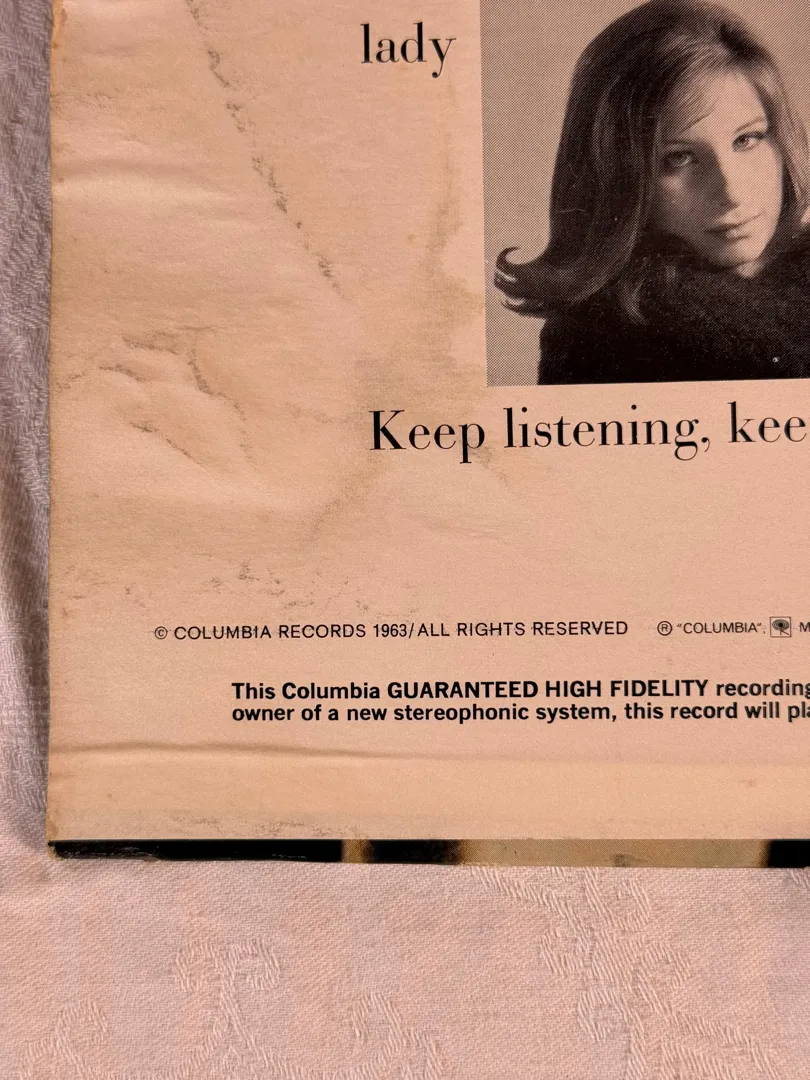 lady
Keep listening, kee
© COLUMBIA RECORDS 1963/ALL RIGHTS RESERVED ® "COLUMBIA", M
This Columbia GUARANTEED HIGH FIDELITY recording
owner of a new stereophonic system, this record will pla